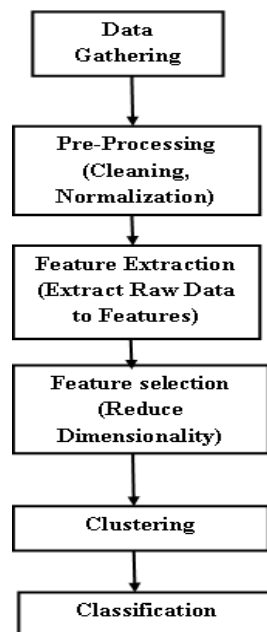 Data
Gathering
Pre-Processing
(Cleaning,
Normalization)
Feature Extraction
(Extract Raw Data
to Features)
Feature selection
(Reduce
Dimensionality)
Clustering
Classification